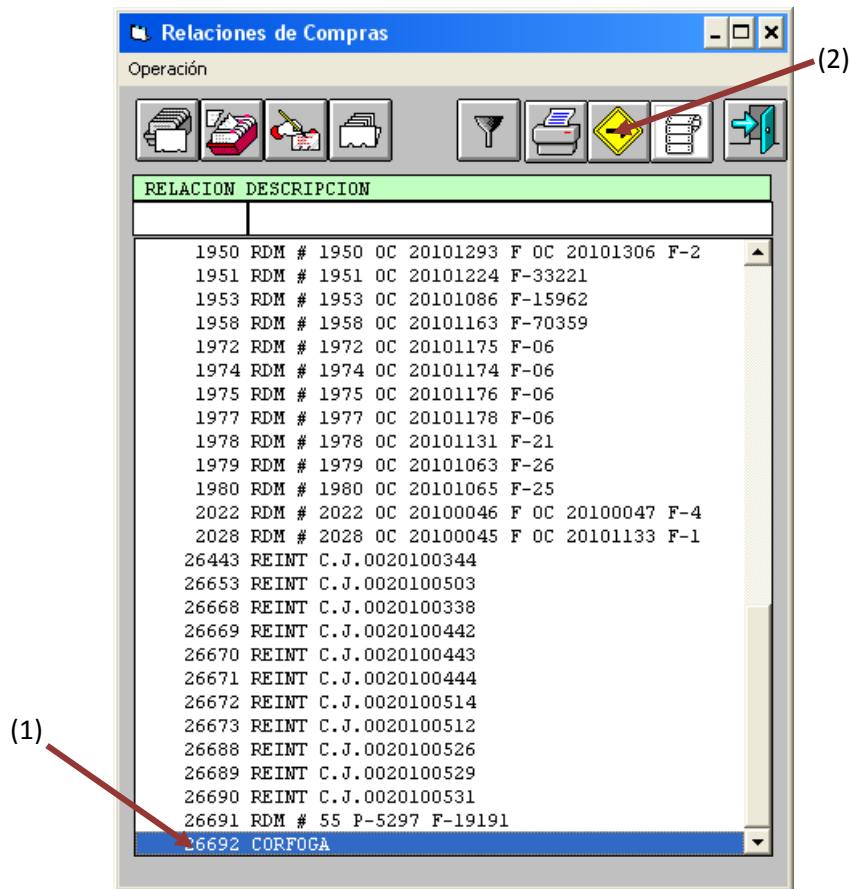 Relaciones de Compras
(2)
Operación
RELACION DESCRIPCION
1950 RDM # 1950 OC 20101293 F OC 20101306 F-2
1951 RDM # 1951 OC 20101224 F-33221
1953 RDM # 1953 OC 20101086 F-15962
1958 RDM # 1958 OC 20101163 F-70359
1972 RDM # 1972 OC 20101175 F-06
1974 RDM # 1974 OC 20101174 F-06
1975 RDM # 1975 OC 20101176 F-06
1977 RDM # 1977 OC 20101178 F-06
1978 RDM # 1978 OC 20101131 F-21
1979 RDM # 1979 OC 20101063 F-26
1980 RDM # 1980 OC 20101065 F-25
2022 RDM # 2022 OC 20100046 F OC 20100047 F-4
2028 RDM # 2028 OC 20100045 F OC 20101133 F-1
26443 REINT C.J.0020100344
26653 REINT C.J.0020100503
26668 REINT C.J.0020100338
26669 REINT C.J.0020100442
26670 REINT C.J.0020100443
26671 REINT C.J.0020100444
26672 REINT C.J.0020100514
26673 REINT C.J.0020100512
(1)
26688 REINT C.J.0020100526
26689 REINT C.J.0020100529
26690 REINT C.J.0020100531
26691 RDM # 55 P-5297 F-19191
26692 CORFOGA